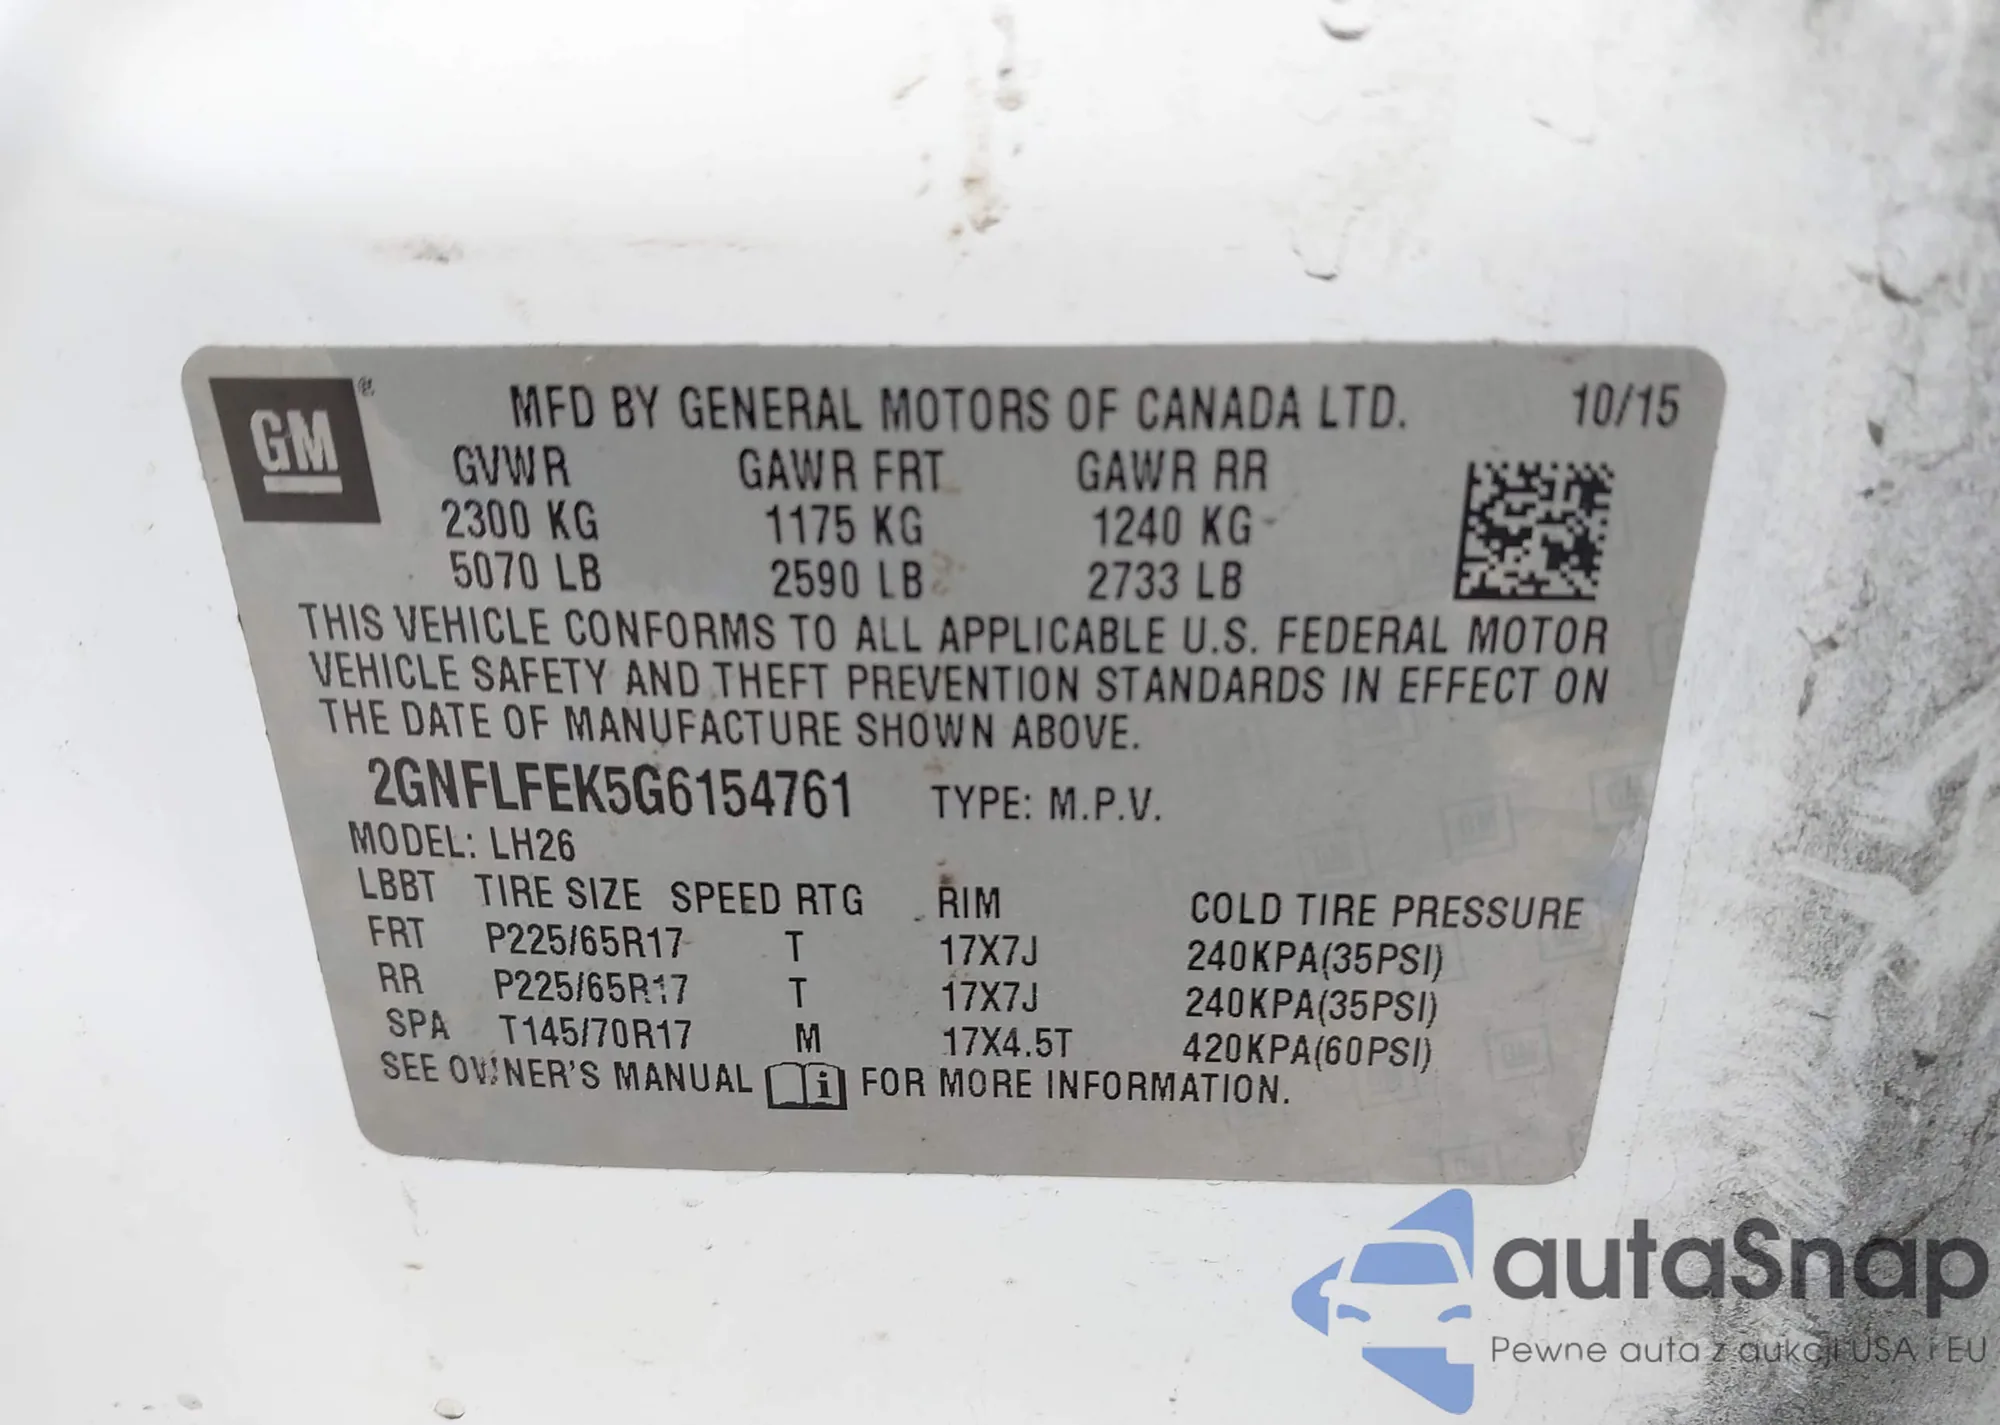 GM®
MFD BY GENERAL MOTORS OF CANADA LTD. 10/15
GVWR GAWR FRT GAWR RR
2300 KG 1175 KG 1240 KG
5070 LB 2590 LB 2733 LB
THIS VEHICLE CONFORMS TO ALL APPLICABLE U.S. FEDERAL MOTOR
VEHICLE SAFETY AND THEFT PREVENTION STANDARDS IN EFFECT ON
THE DATE OF MANUFACTURE SHOWN ABOVE.
2GNFLFEK5G6154761 TYPE: M.P.V.
MODEL: LH26
LBBT TIRE SIZE SPEED RTG RIM COLD TIRE PRESSURE
FRT P225/65R17 T 17X7J 240KPA(35PSI)
RR P225/65R17 T 17X7J 240KPA(35PSI)
SPA T145/70R17 M 17X4.5T 420KPA(60PSI)
SEE OWNER'S MANUAL i FOR MORE INFORMATION.
autaSnap
Pewne auta z aukcji USA i EU